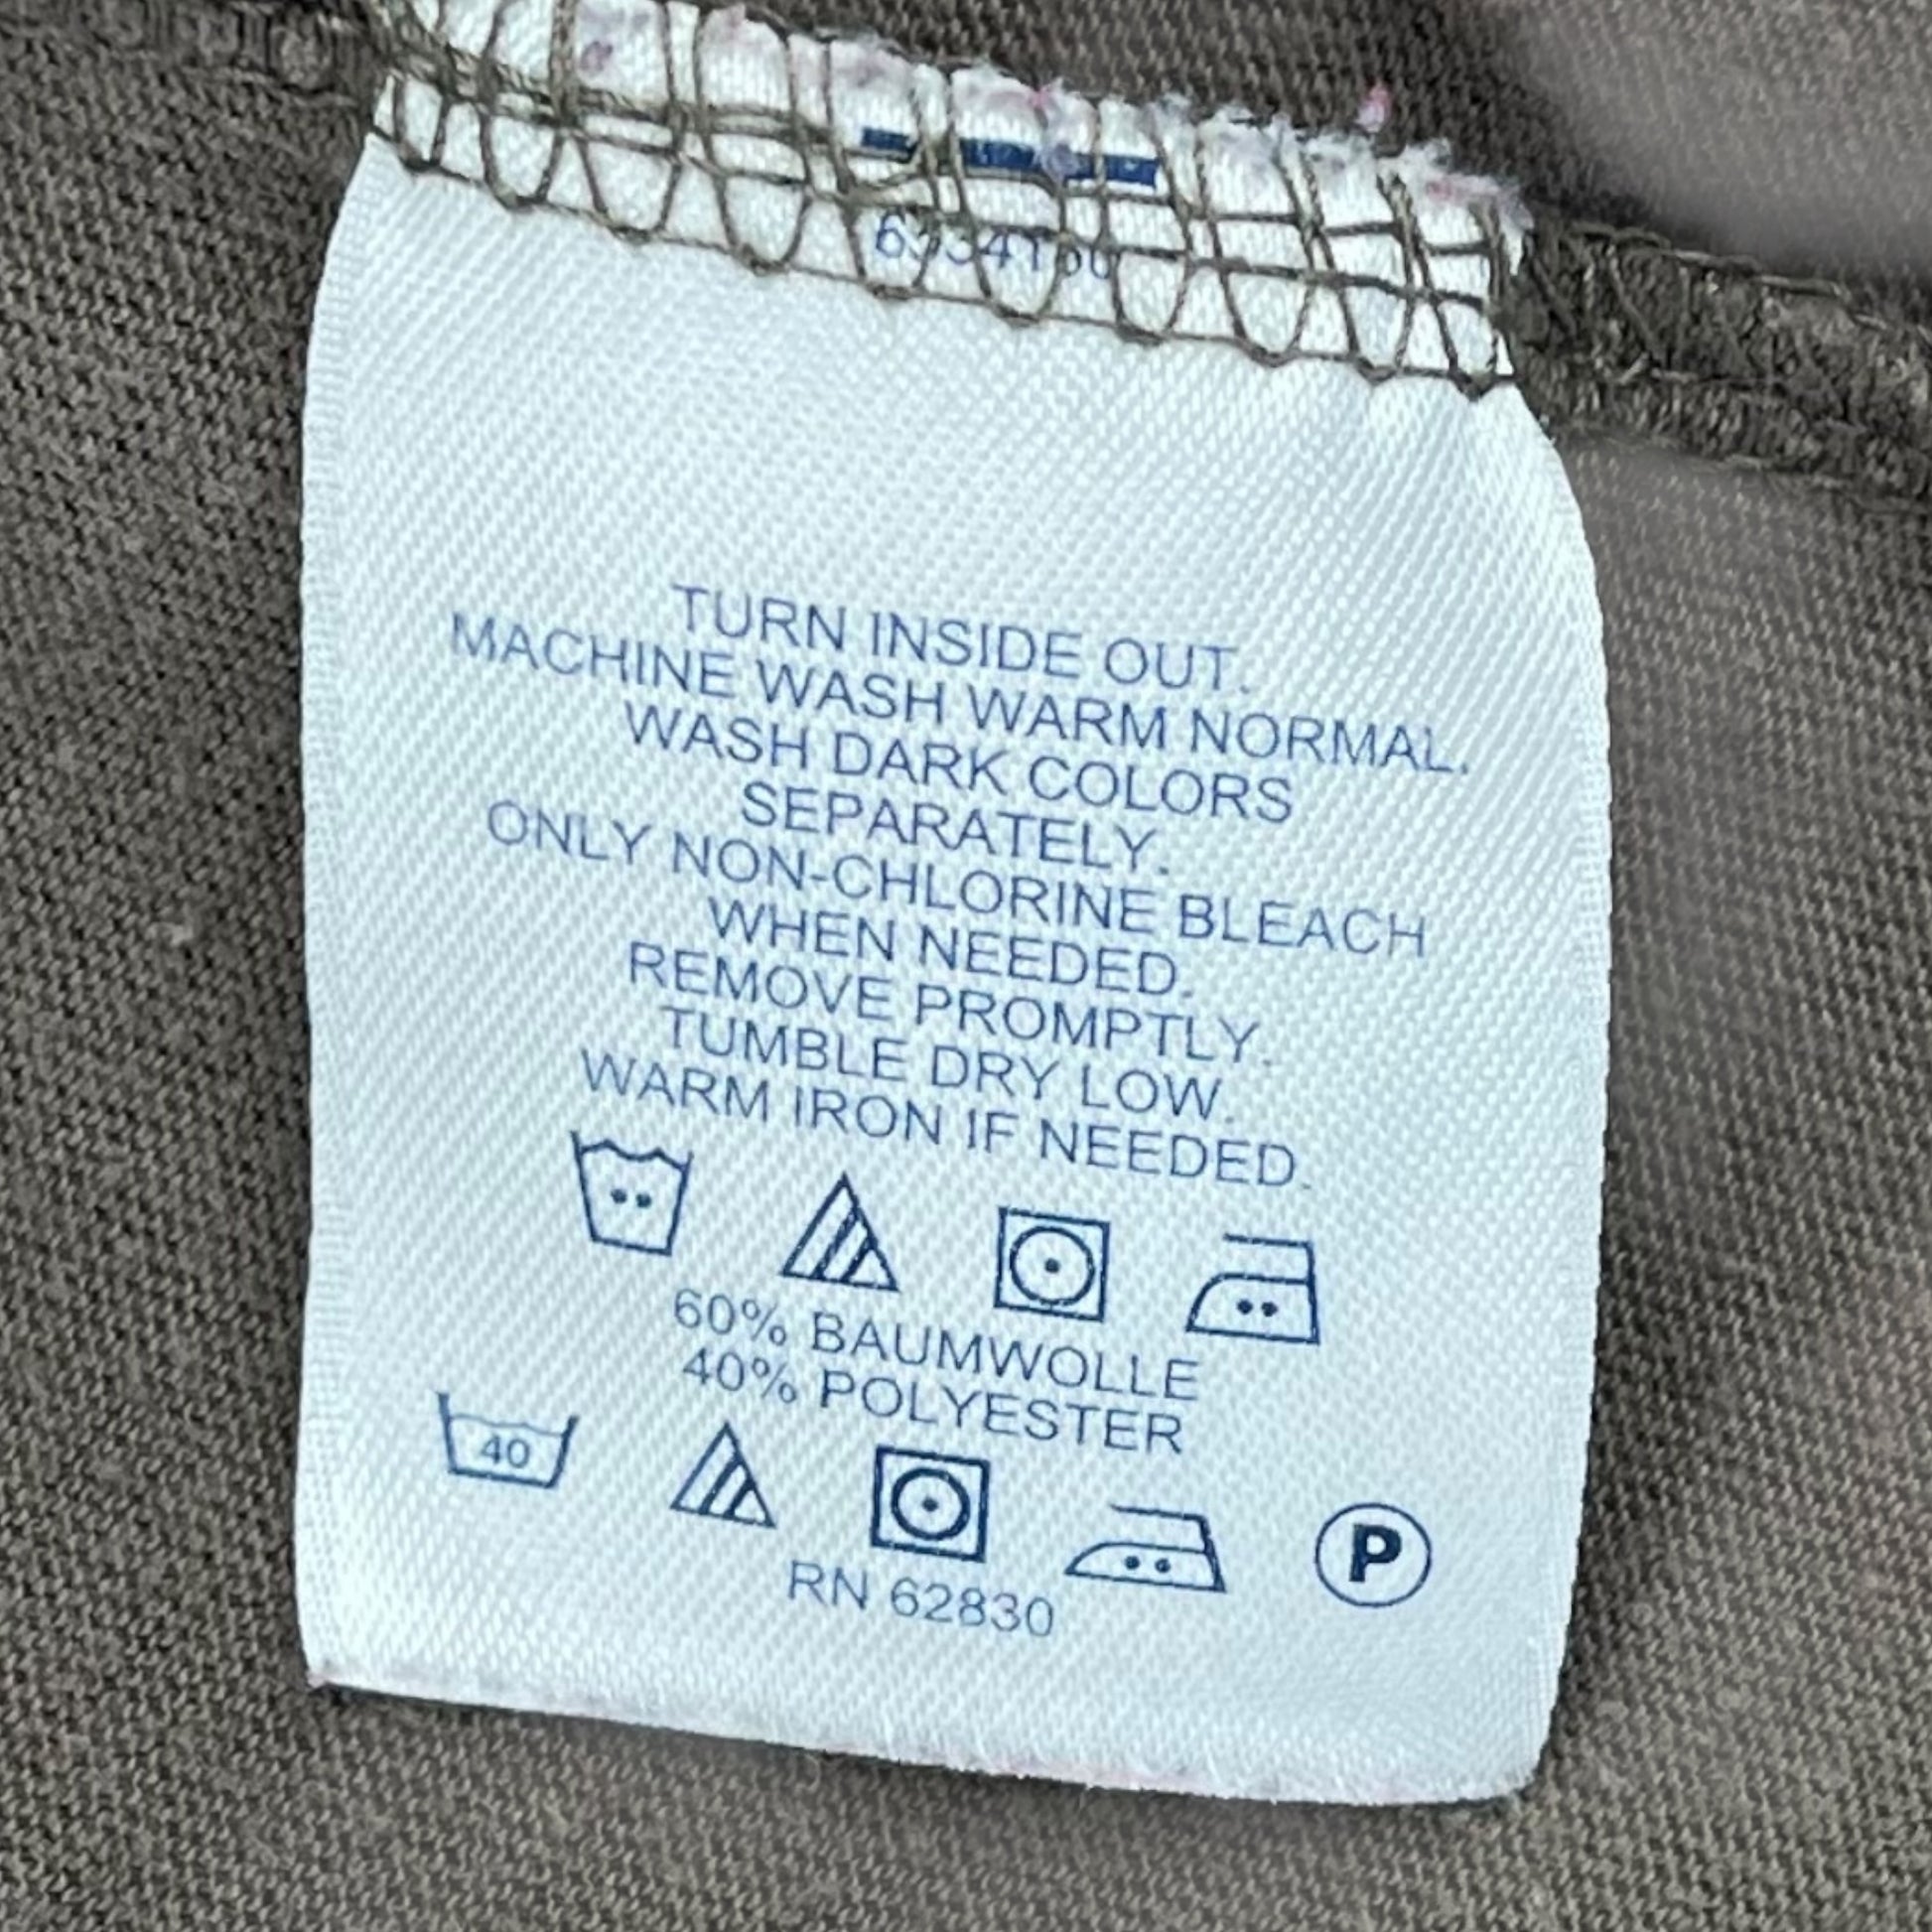 TURN INSIDE OUT.
MACHINE WASH WARM NORMAL.
WASH DARK COLORS
SEPARATELY.
ONLY NON-CHLORINE BLEACH
WHEN NEEDED.
REMOVE PROMPTLY.
TUMBLE DRY LOW.
WARM IRON IF NEEDED.
60% BAUMWOLLE
40% POLYESTER
40
P
RN 62830